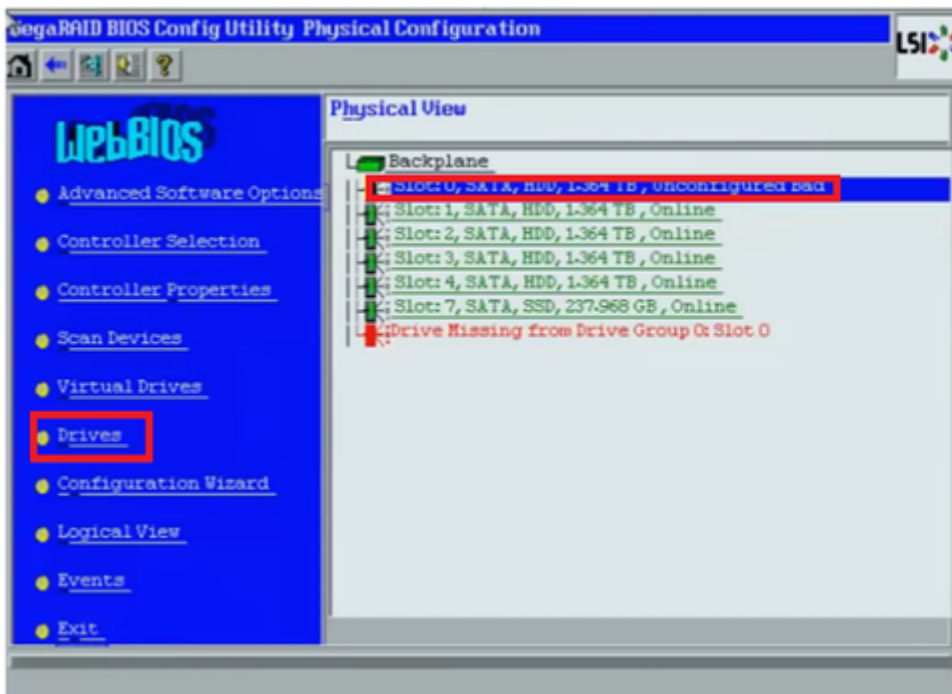 MegaRAID BIOS Config Utility Physical Configuration
LSI
?
WebBIOS
Physical View
Backplane
Slot: 0, SATA, HDD, 1.364 TB, Unconfigured Bad
Slot: 1, SATA, HDD, 1.364 TB, Online
Slot: 2, SATA, HDD, 1.364 TB, Online
Slot: 3, SATA, HDD, 1.364 TB, Online
Slot: 4, SATA, HDD, 1.364 TB, Online
Slot: 7, SATA, SSD, 237.968 GB, Online
Drive Missing from Drive Group 0: Slot 0
Advanced Software Options
Controller Selection
Controller Properties
Scan Devices
Virtual Drives
Drives
Configuration Wizard
Logical View
Events
Exit